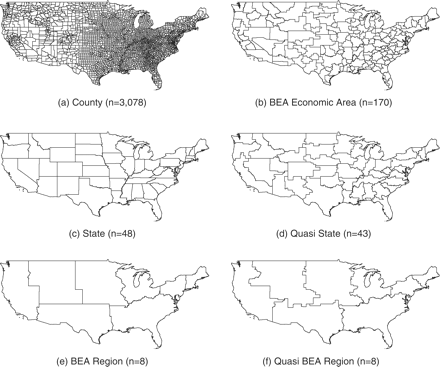 (a) County (n=3,078)
(b) BEA Economic Area (n=170)
(c) State (n=48)
(d) Quasi State (n=43)
(e) BEA Region (n=8)
(f) Quasi BEA Region (n=8)